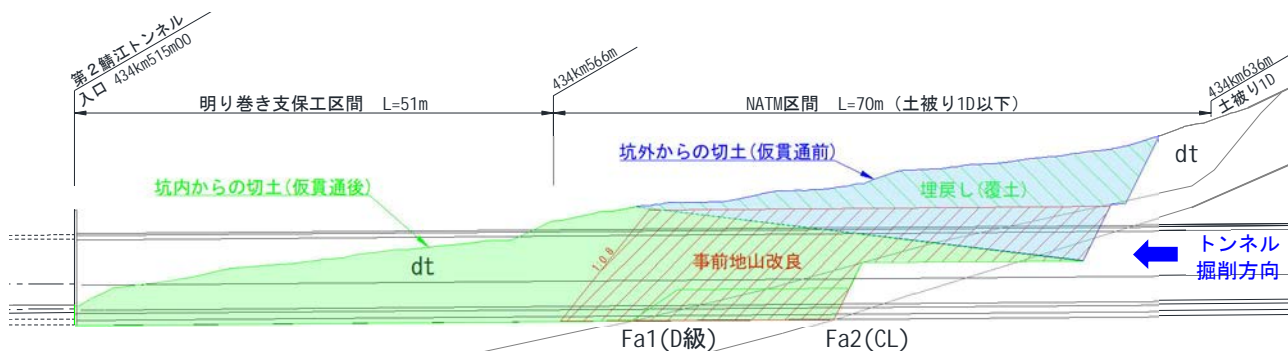 第2鯖江トンネル
入口 434km515m00
434km566m
434km636m
土被り1D
明り巻き支保工区間 L=51m
NATM区間 L=70m (土被り1D以下)
坑外からの切土(仮貫通前)
dt
坑内からの切土(仮貫通後)
埋戻し(覆土)
トンネル
掘削方向
dt
1:0.8
事前地山改良
Fa1(D級)
Fa2(CL)